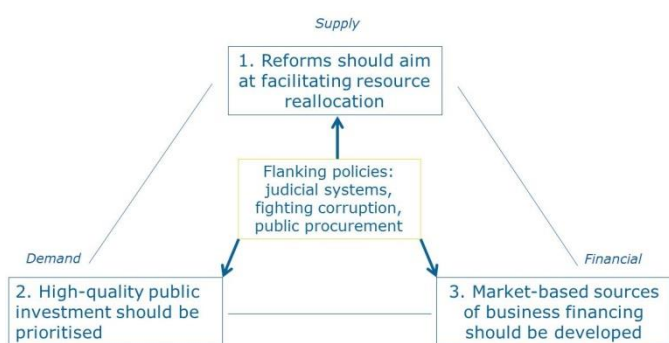 Supply
1. Reforms should aim
at facilitating resource
reallocation
Flanking policies:
judicial systems,
fighting corruption,
public procurement
Demand
Financial
2. High-quality public
investment should be
prioritised
3. Market-based sources
of business financing
should be developed